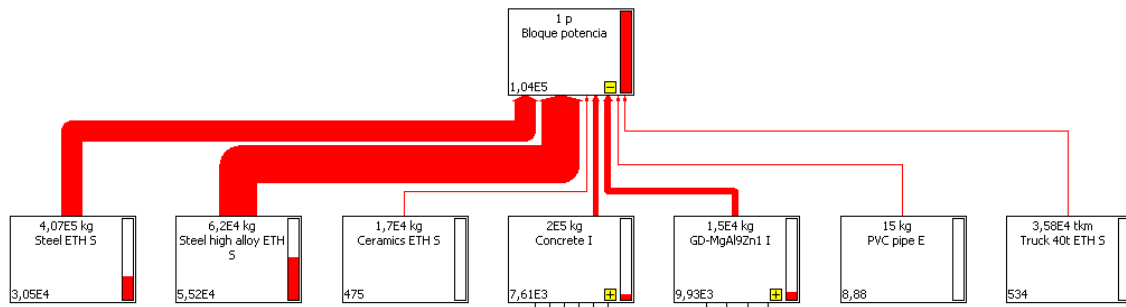 1 p
Bloque potencia
1,04E5
4,07E5 kg
Steel ETH S
3,05E4
6,2E4 kg
Steel high alloy ETH
S
5,52E4
1,7E4 kg
Ceramics ETH S
475
2E5 kg
Concrete I
7,61E3
1,5E4 kg
GD-MgAl9Zn1 I
9,93E3
15 kg
PVC pipe E
8,88
3,58E4 tkm
Truck 40t ETH S
534